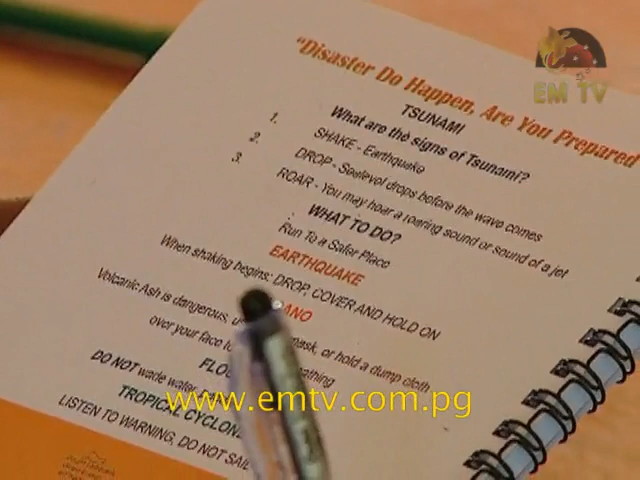 EM TV
"Disaster Do Happen, Are You Prepared
TSUNAMI
What are the signs of Tsunami?
1. SHAKE - Earthquake
2. DROP - Sealevel drops before the wave comes
3. ROAR - You may hear a roaring sound or sound of a jet
WHAT TO DO?
Run To a Safer Place
EARTHQUAKE
When shaking begins; DROP, COVER AND HOLD ON
ANO
Volcanic Ash is dangerous, mask, or hold a dump cloth
over your face
FLO
DO NOT wade water
TROPICAL CYCLON
LISTEN TO WARNING, DO NOT SAIL
www.emtv.com.pg